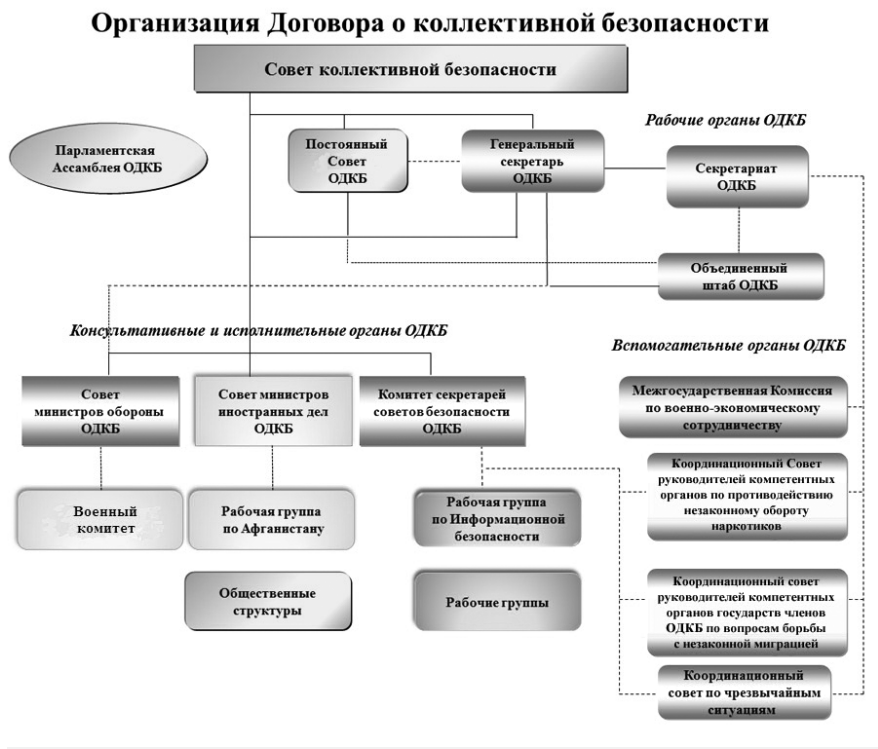 Организация Договора о коллективной безопасности
Совет коллективной безопасности
Рабочие органы ОДКБ
Парламентская
Ассамблея ОДКБ
Постоянный
Совет
ОДКБ
Генеральный
секретарь
ОДКБ
Секретариат
ОДКБ
Объединенный
штаб ОДКБ
Консультативные и исполнительные органы ОДКБ
Вспомогательные органы ОДКБ
Совет
министров обороны
ОДКБ
Совет министров
иностранных дел
ОДКБ
Комитет секретарей
советов безопасности
ОДКБ
Межгосударственная Комиссия
по военно-экономическому
сотрудничеству
Координационный Совет
руководителей компетентных
органов по противодействию
незаконному обороту
наркотиков
Военный
комитет
Рабочая группа
по Афганистану
Рабочая группа
по Информационной
безопасности
Общественные
структуры
Рабочие группы
Координационный совет
руководителей компетентных
органов государств членов
ОДКБ по вопросам борьбы
с незаконной миграцией
Координационный
совет по чрезвычайным
ситуациям